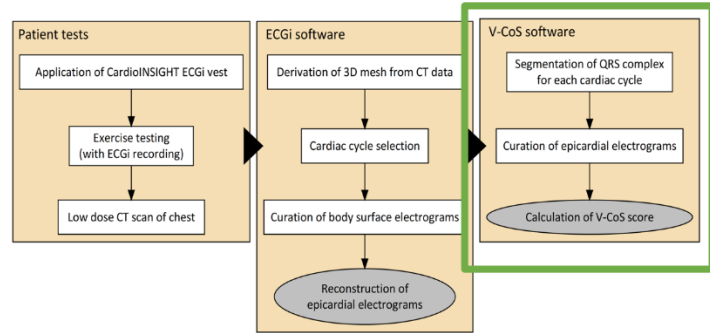 Patient tests
Application of CardioINSIGHT ECGi vest
Exercise testing
(with ECGi recording)
Low dose CT scan of chest
ECGi software
Derivation of 3D mesh from CT data
Cardiac cycle selection
Curation of body surface electrograms
Reconstruction of
epicardial electrograms
V-CoS software
Segmentation of QRS complex
for each cardiac cycle
Curation of epicardial electrograms
Calculation of V-CoS score